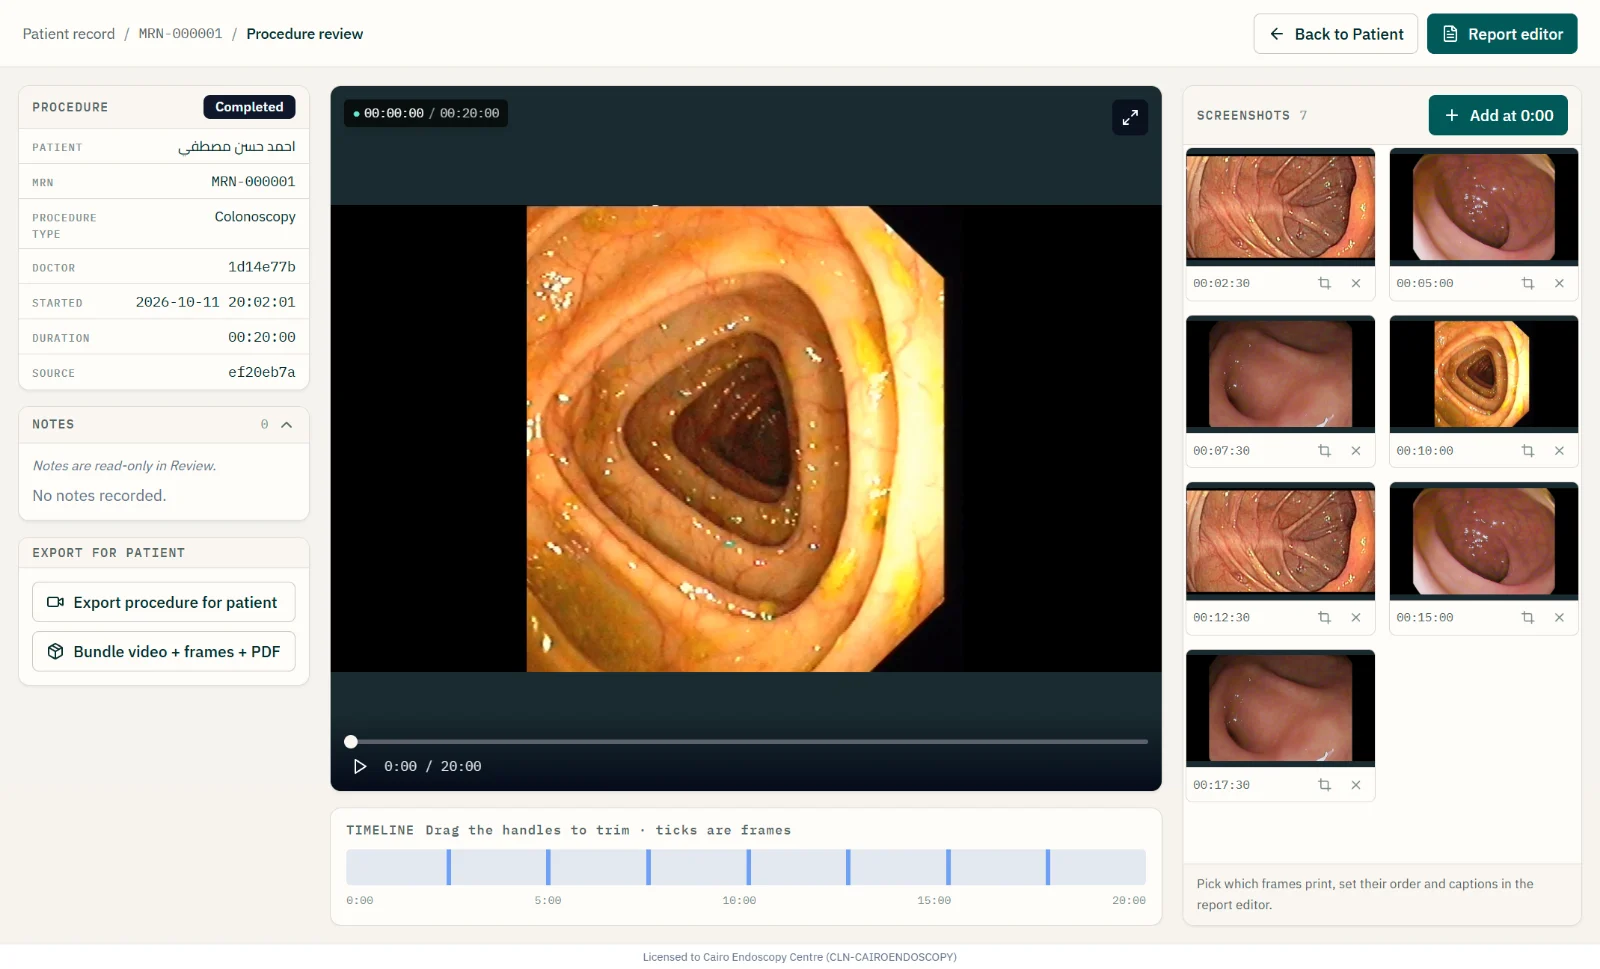 Patient record / MRN-000001 / Procedure review
Back to Patient
Report editor
PROCEDURE
Completed
PATIENT
احمد حسن مصطفي
MRN
MRN-000001
PROCEDURE TYPE
Colonoscopy
DOCTOR
1d14e77b
STARTED
2026-10-11 20:02:01
DURATION
00:20:00
SOURCE
ef20eb7a
NOTES
0
Notes are read-only in Review.
No notes recorded.
EXPORT FOR PATIENT
Export procedure for patient
Bundle video + frames + PDF
00:00:00 / 00:20:00
0:00 / 20:00
TIMELINE Drag the handles to trim · ticks are frames
0:00
5:00
10:00
15:00
20:00
SCREENSHOTS 7
+ Add at 0:00
00:02:30
00:05:00
00:07:30
00:10:00
00:12:30
00:15:00
00:17:30
Pick which frames print, set their order and captions in the
report editor.
Licensed to Cairo Endoscopy Centre (CLN-CAIROENDOSCOPY)